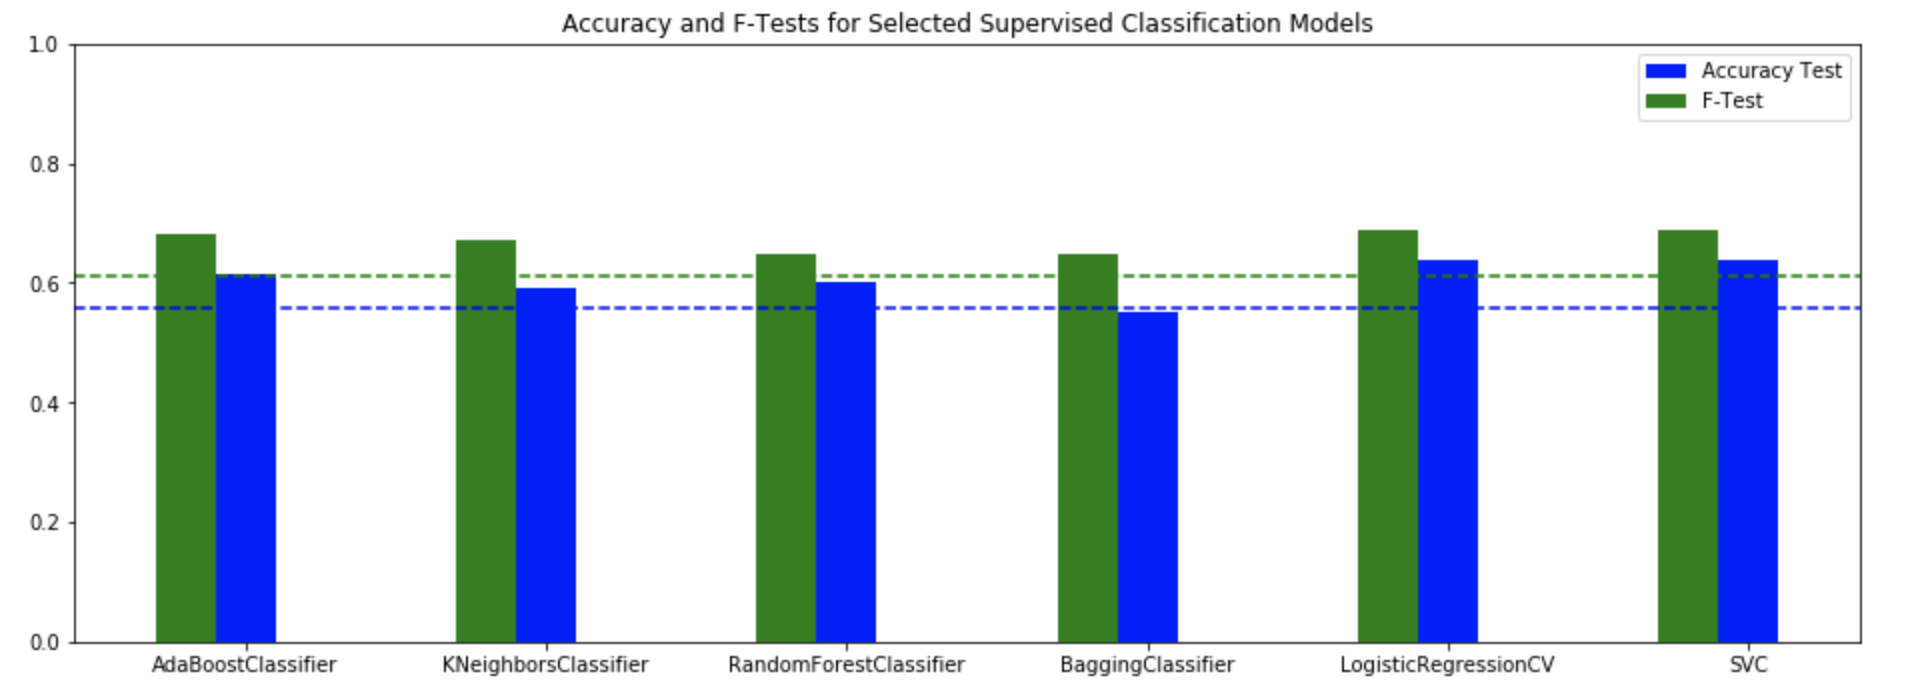 Accuracy and F-Tests for Selected Supervised Classification Models
1.0
0.8
0.6
0.4
0.2
0.0
Accuracy Test
F-Test
AdaBoostClassifier
KNeighborsClassifier
RandomForestClassifier
BaggingClassifier
LogisticRegressionCV
SVC